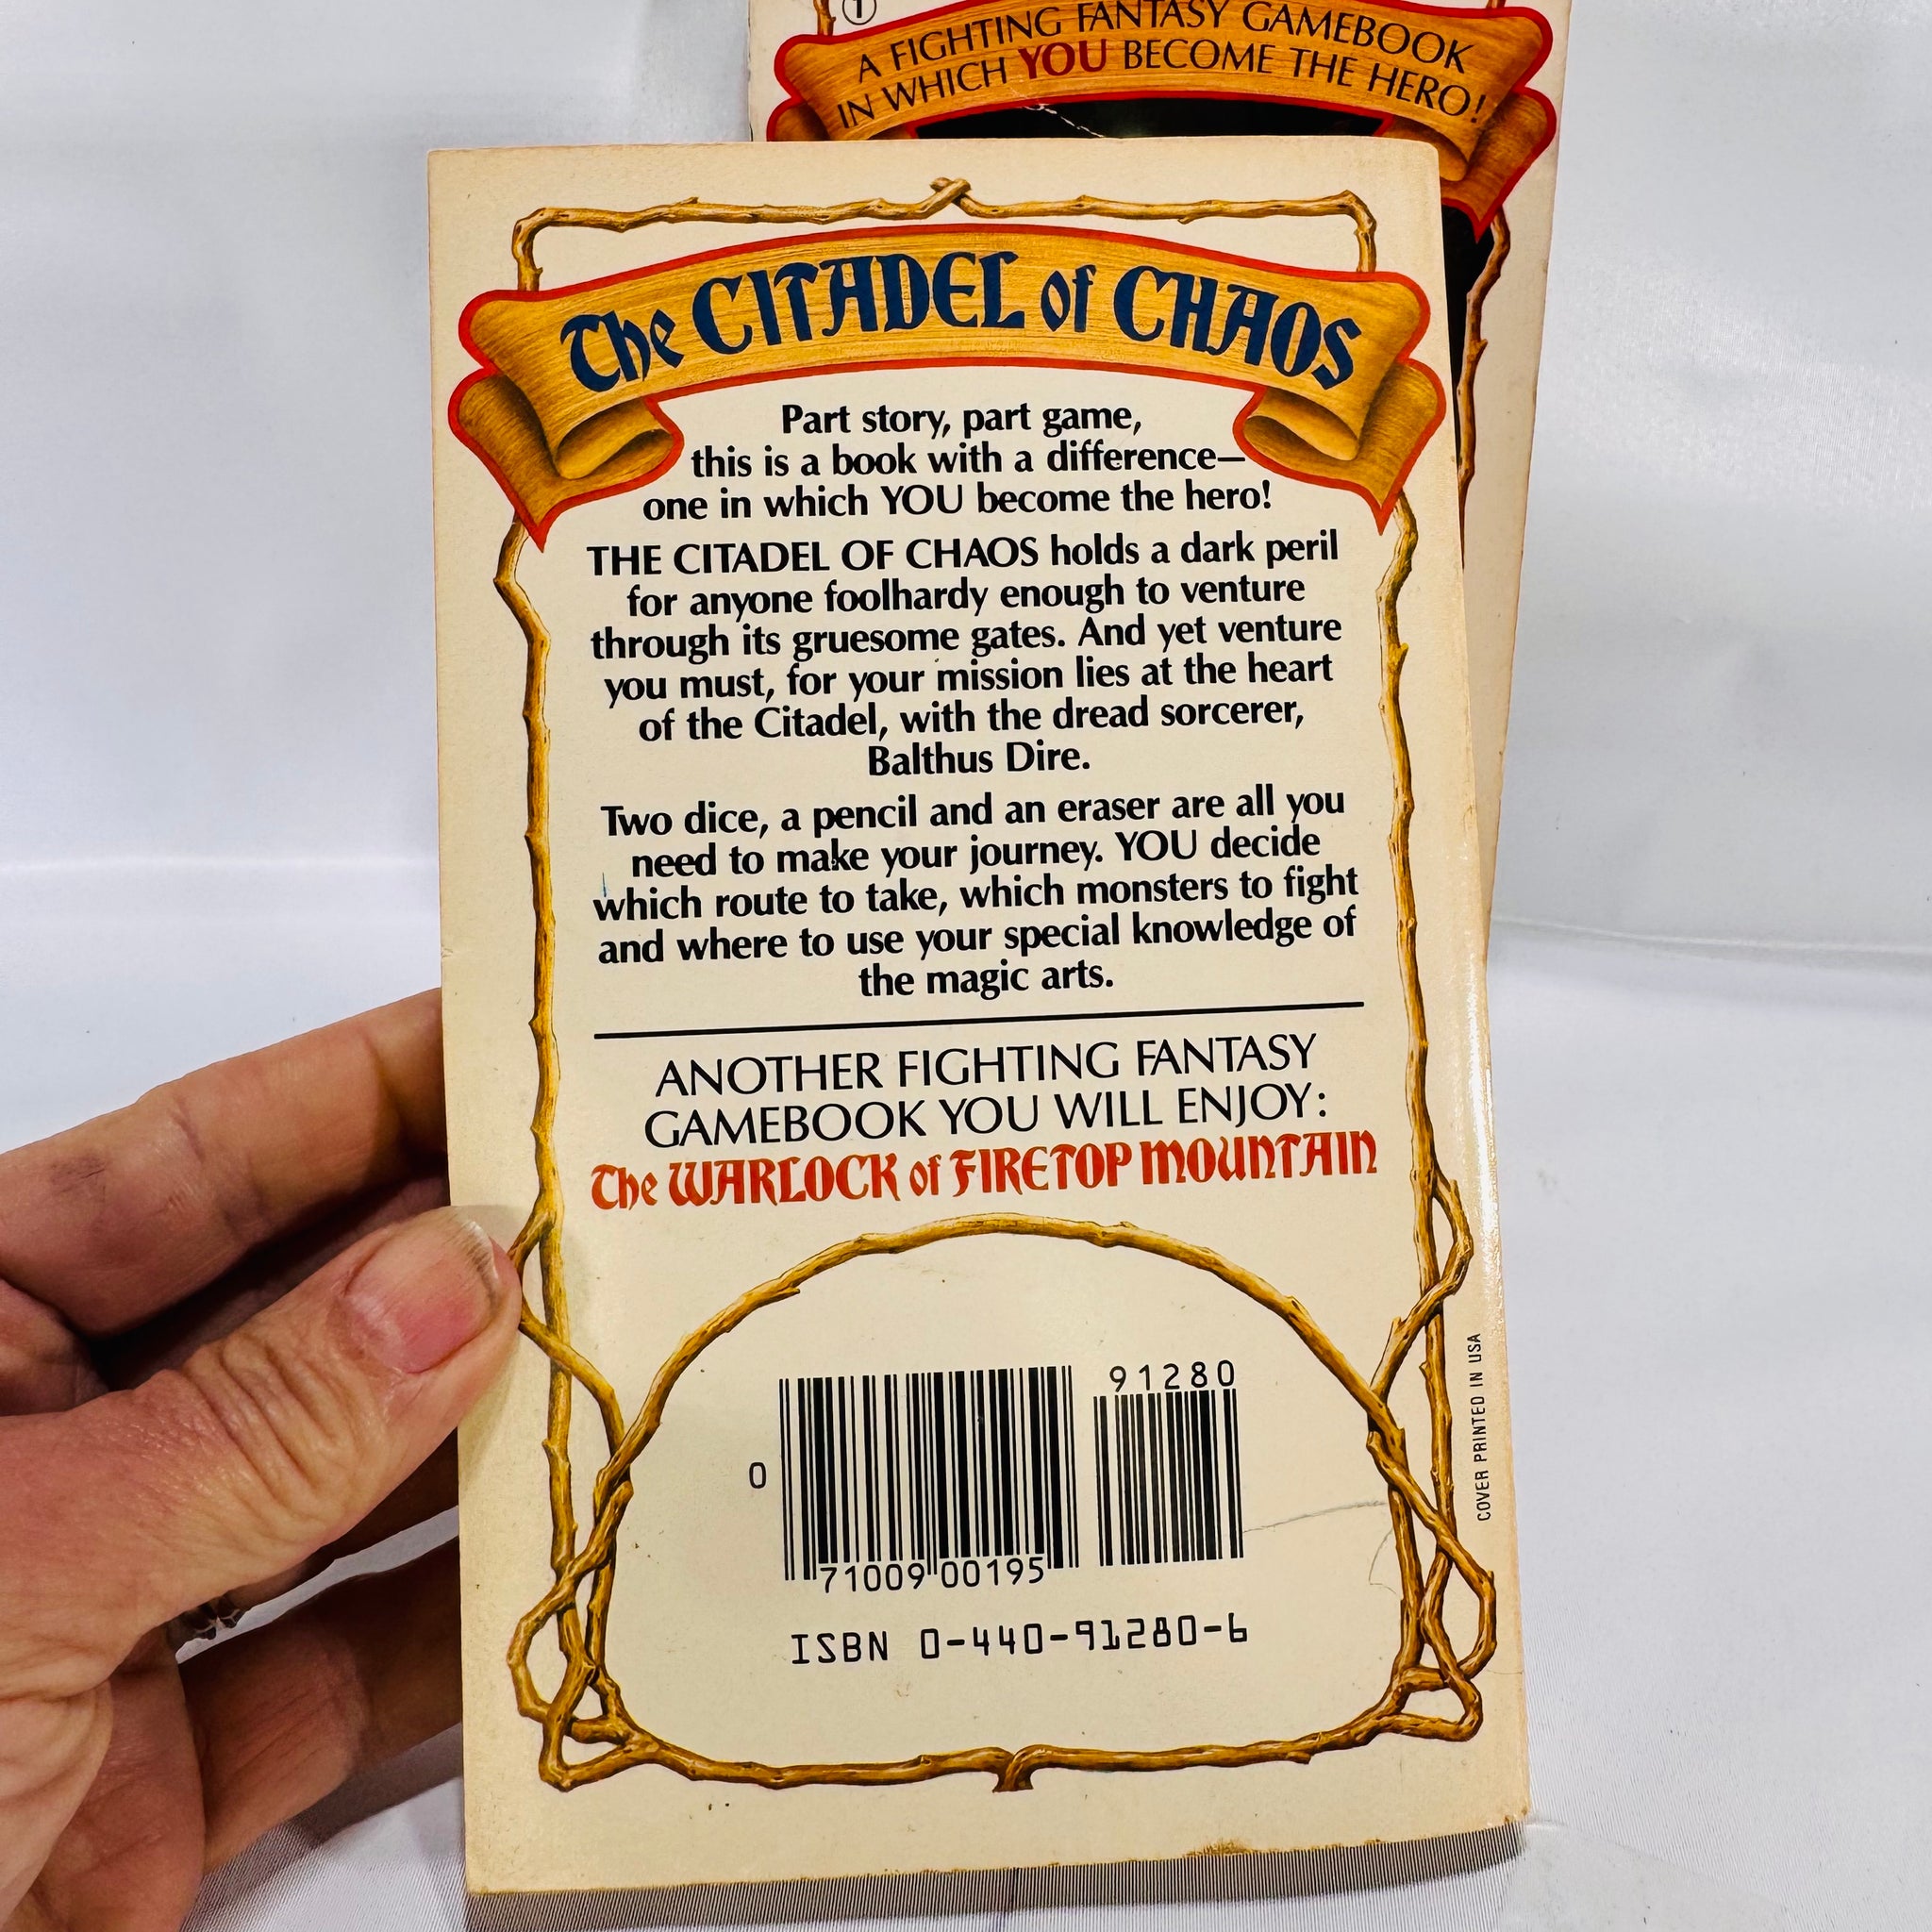 1
A FIGHTING FANTASY GAMEBOOK
IN WHICH YOU BECOME THE HERO!
The CITADEL of CHAOS
Part story, part game,
this is a book with a difference—
one in which YOU become the hero!
THE CITADEL OF CHAOS holds a dark peril
for anyone foolhardy enough to venture
through its gruesome gates. And yet venture
you must, for your mission lies at the heart
of the Citadel, with the dread sorcerer,
Balthus Dire.
Two dice, a pencil and an eraser are all you
need to make your journey. YOU decide
which route to take, which monsters to fight
and where to use your special knowledge of
the magic arts.
ANOTHER FIGHTING FANTASY
GAMEBOOK YOU WILL ENJOY:
The WARLOCK of FIRETOP MOUNTAIN
91280
0
71009 00195
ISBN 0-440-91280-6
COVER PRINTED IN USA